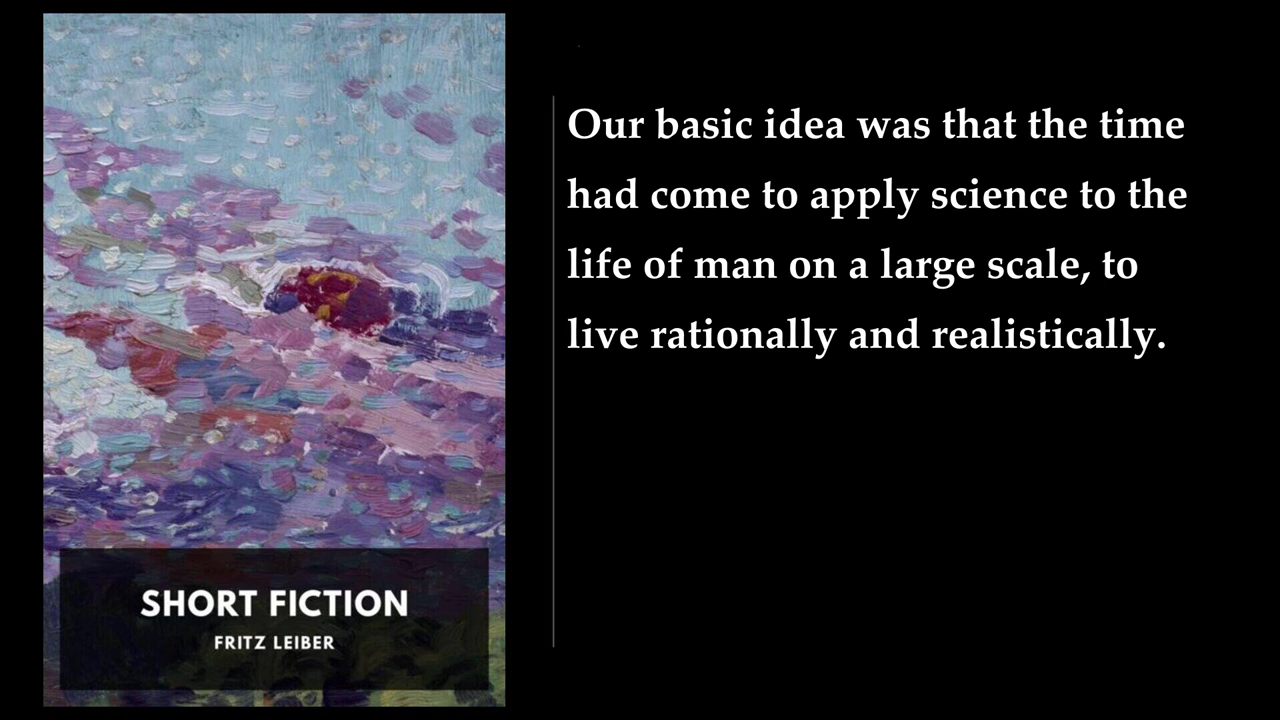 Our basic idea was that the time
had come to apply science to the
life of man on a large scale, to
live rationally and realistically.
SHORT FICTION
FRITZ LEIBER